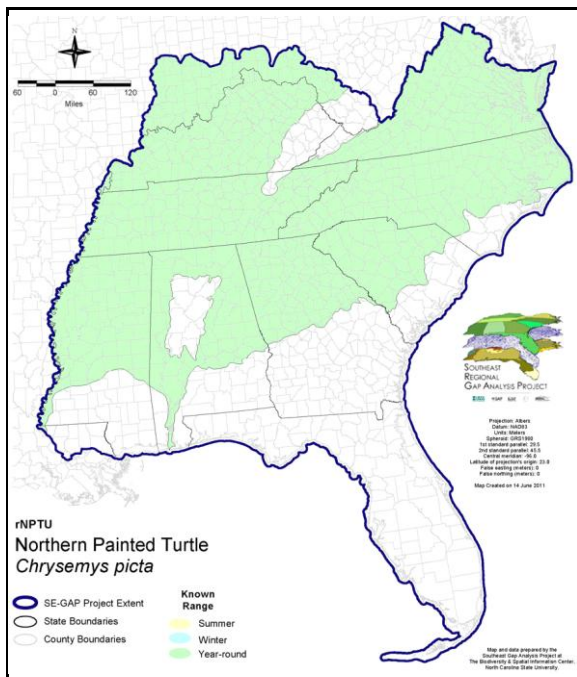 N
60 0 60 120
Miles
SOUTHEAST
REGIONAL
GAP ANALYSIS PROJECT
Projection: Albers
Datum: NAD83
Units: Meters
Spheroid: GRS1980
1st standard parallel: 29.5
2nd standard parallel: 45.5
Central meridian: -96.0
Latitude of projection's origin: 23.0
False easting (meters): 0
False northing (meters): 0
Map Created on 14 June 2011
rNPTU
Northern Painted Turtle
Chrysemys picta
SE-GAP Project Extent
State Boundaries
County Boundaries
Known
Range
Summer
Winter
Year-round
Map and data prepared by the
Southeast Gap Analysis Project at
The Biodiversity & Spatial Information Center,
North Carolina State University.